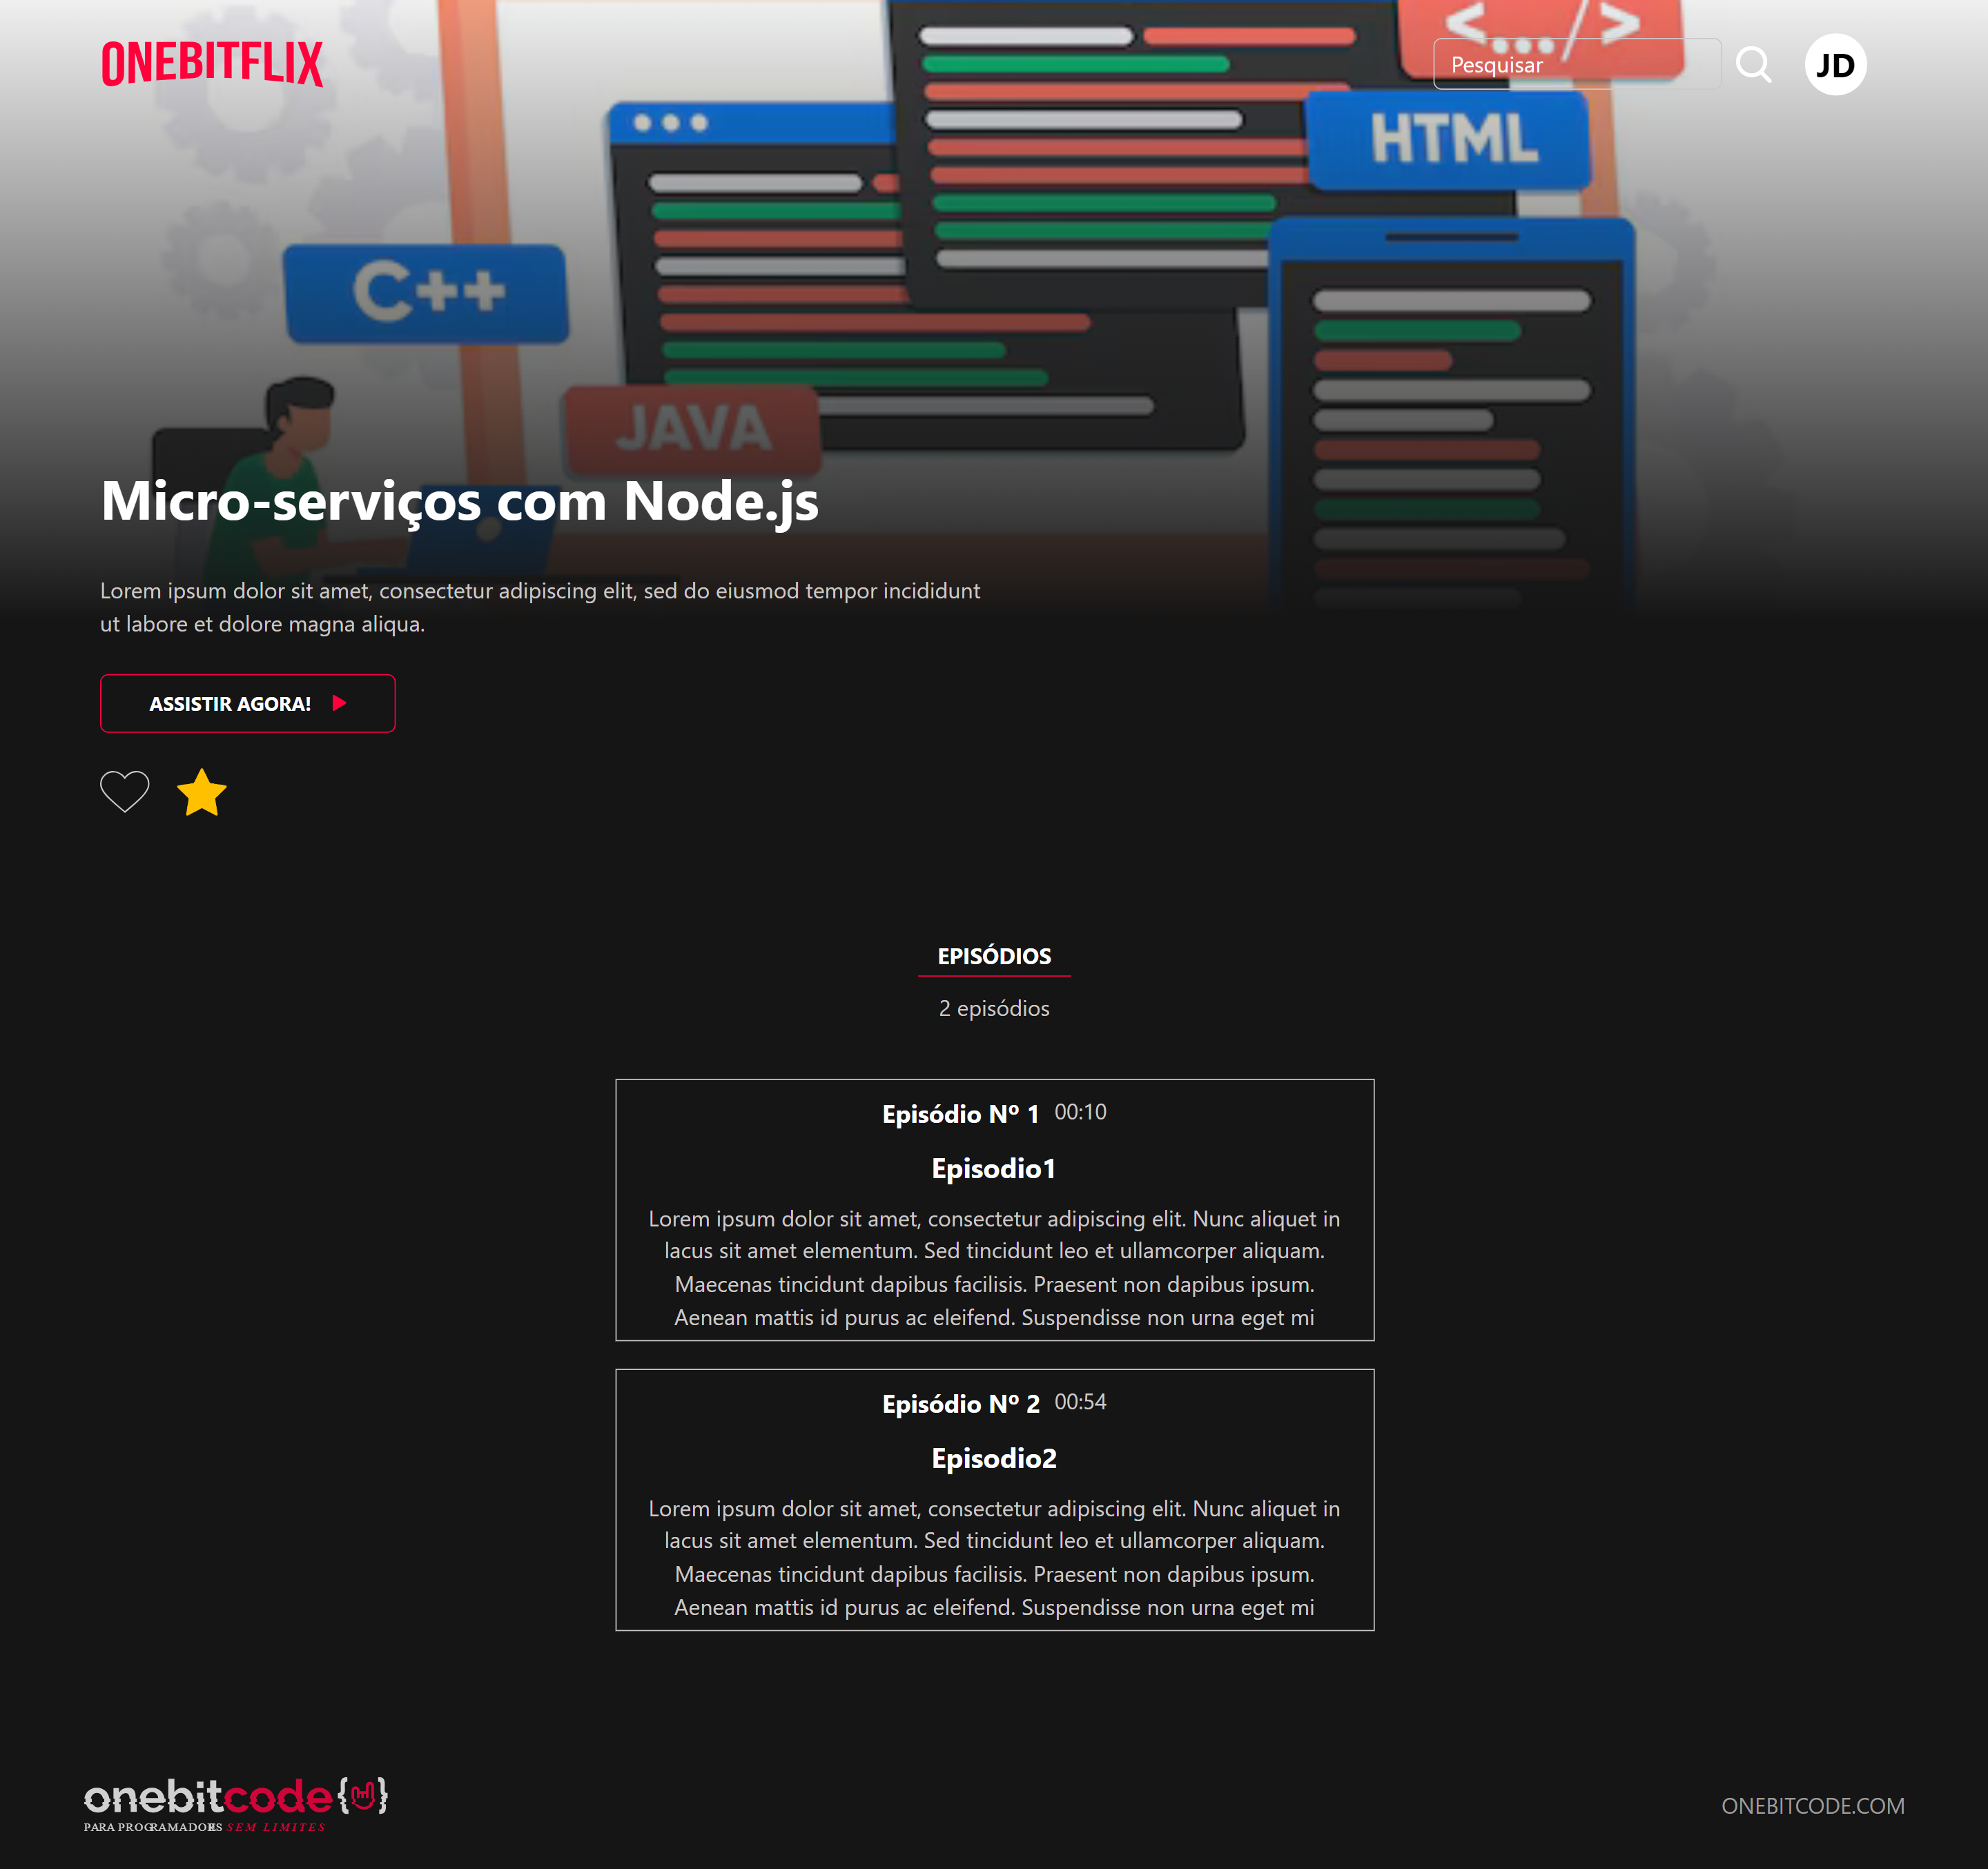 ONEBITFLIX
<.../>
Pesquisar
JD
HTML
C++
JAVA
Micro-serviços com Node.js
Lorem ipsum dolor sit amet, consectetur adipiscing elit, sed do eiusmod tempor incididunt
ut labore et dolore magna aliqua.
ASSISTIR AGORA!
EPISÓDIOS
2 episódios
Episódio Nº 1 00:10
Episodio1
Lorem ipsum dolor sit amet, consectetur adipiscing elit. Nunc aliquet in
lacus sit amet elementum. Sed tincidunt leo et ullamcorper aliquam.
Maecenas tincidunt dapibus facilisis. Praesent non dapibus ipsum.
Aenean mattis id purus ac eleifend. Suspendisse non urna eget mi
Episódio Nº 2 00:54
Episodio2
Lorem ipsum dolor sit amet, consectetur adipiscing elit. Nunc aliquet in
lacus sit amet elementum. Sed tincidunt leo et ullamcorper aliquam.
Maecenas tincidunt dapibus facilisis. Praesent non dapibus ipsum.
Aenean mattis id purus ac eleifend. Suspendisse non urna eget mi
onebitcode{}
PARA PROGRAMADORES SEM LIMITES
ONEBITCODE.COM